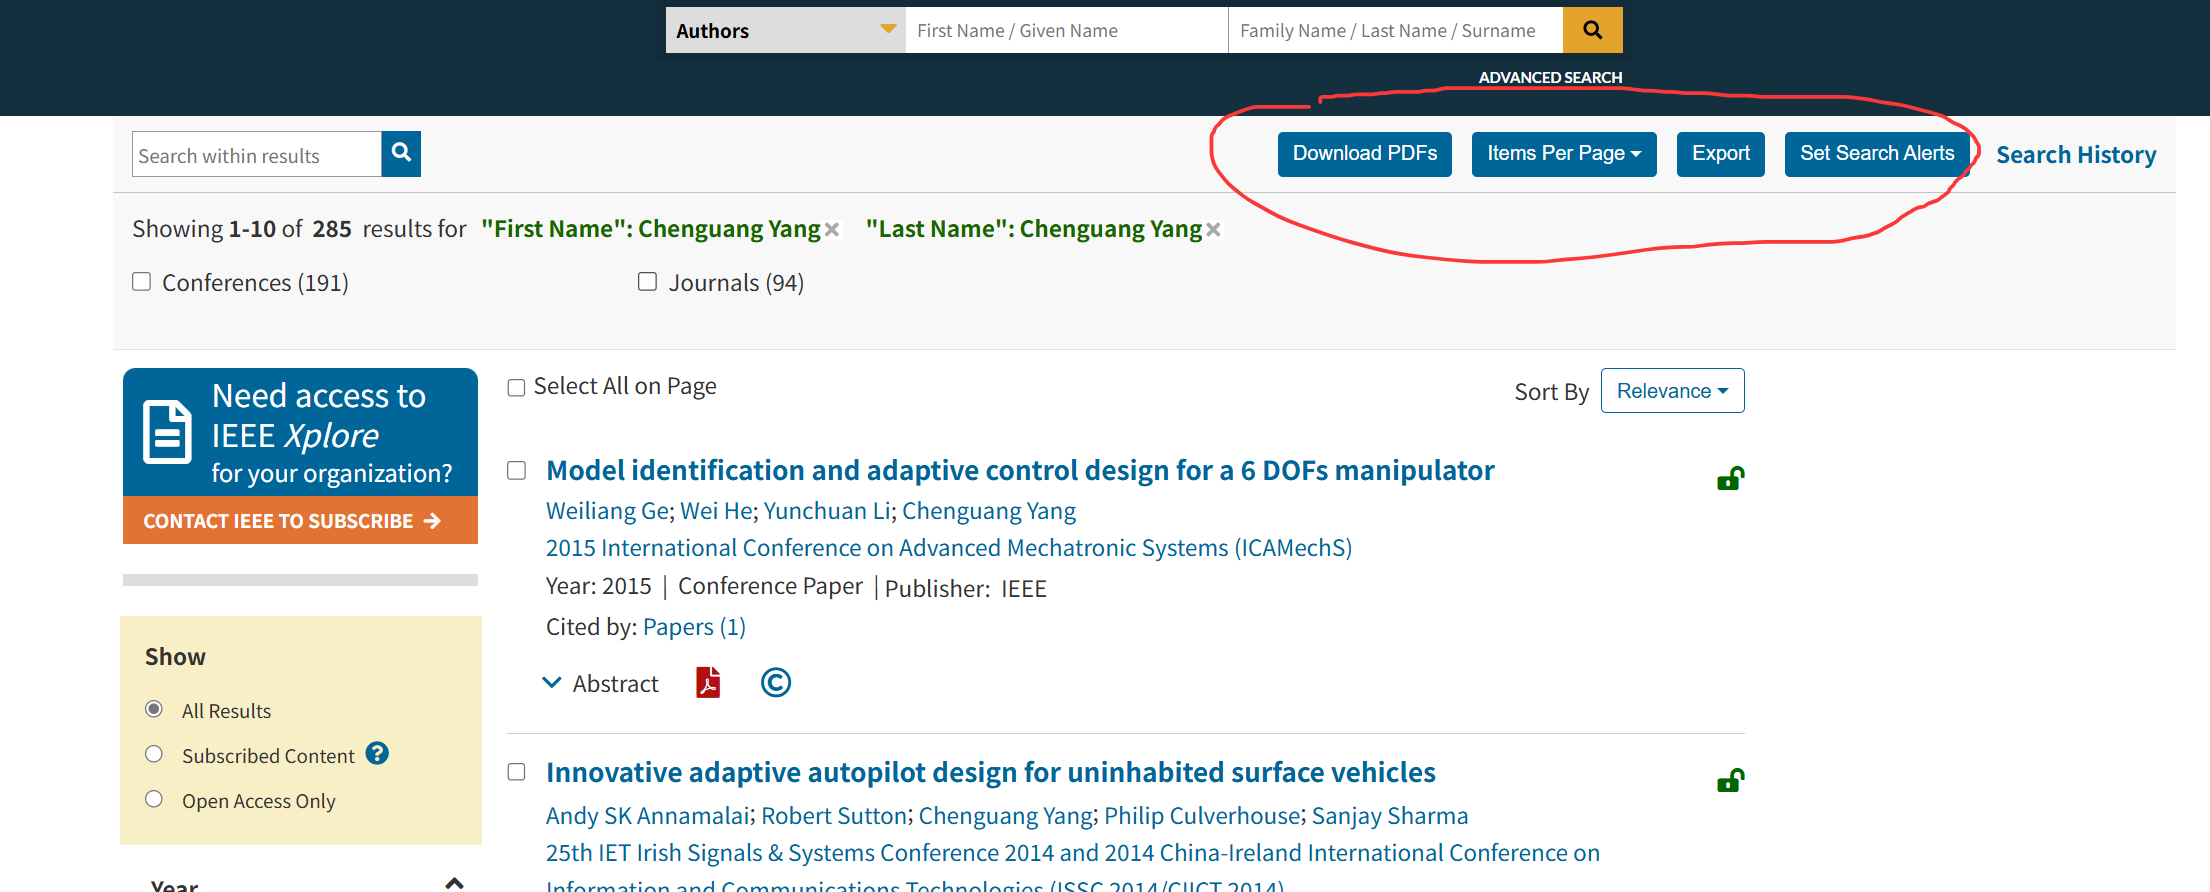 Authors First Name / Given Name Family Name / Last Name / Surname
ADVANCED SEARCH
Search within results Download PDFs Items Per Page Export Set Search Alerts Search History
Showing 1-10 of 285 results for "First Name": Chenguang Yang "Last Name": Chenguang Yang
Conferences (191) Journals (94)
Need access to
IEEE Xplore
for your organization?
CONTACT IEEE TO SUBSCRIBE
Show
All Results
Subscribed Content
Open Access Only
Year
Select All on Page Sort By Relevance
Model identification and adaptive control design for a 6 DOFs manipulator
Weiliang Ge; Wei He; Yunchuan Li; Chenguang Yang
2015 International Conference on Advanced Mechatronic Systems (ICAMechS)
Year: 2015 | Conference Paper | Publisher: IEEE
Cited by: Papers (1)
Abstract
Innovative adaptive autopilot design for uninhabited surface vehicles
Andy SK Annamalai; Robert Sutton; Chenguang Yang; Philip Culverhouse; Sanjay Sharma
25th IET Irish Signals & Systems Conference 2014 and 2014 China-Ireland International Conference on
Information and Communications Technologies (ISSC 2014/CIICT 2014)